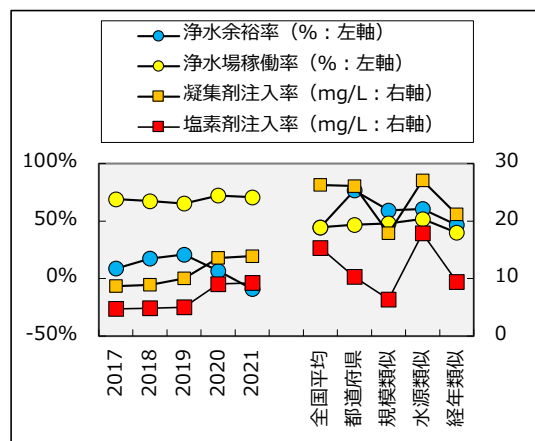 浄水余裕率（%：左軸）
浄水場稼働率（%：左軸）
凝集剤注入率（mg/L：右軸）
塩素剤注入率（mg/L：右軸）
100%
50%
0%
-50%
30
20
10
0
2017
2018
2019
2020
2021
全国平均
都道府県
規模類似
水源類似
経年類似